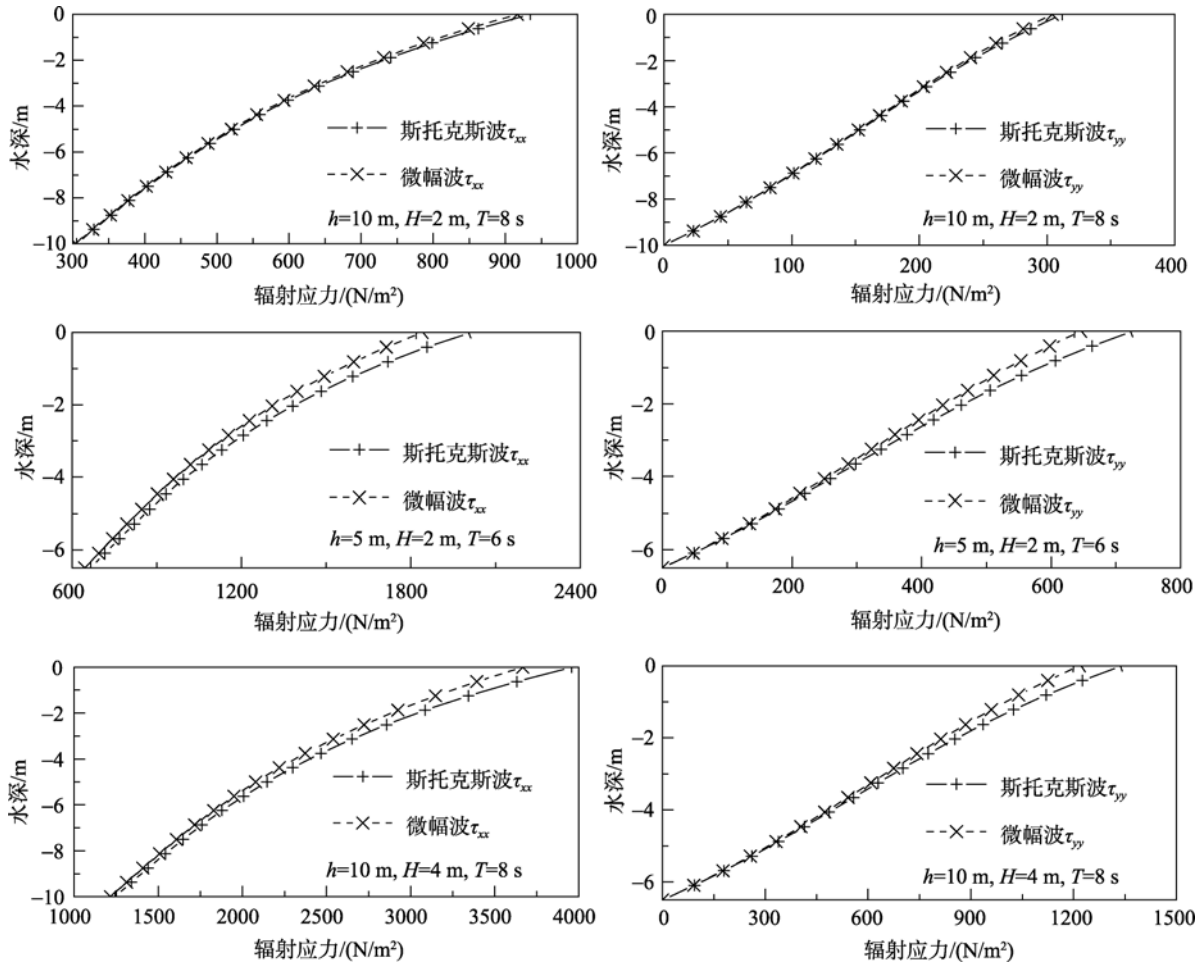 0
−2
−4
−6
−8
−10
水深/m
斯托克斯波τxx
微幅波τxx
h=10 m, H=2 m, T=8 s
300 400 500 600 700 800 900 1000
辐射应力/(N/m²)
0
−2
−4
−6
−8
−10
水深/m
斯托克斯波τyy
微幅波τyy
h=10 m, H=2 m, T=8 s
0 100 200 300 400
辐射应力/(N/m²)
0
−2
−4
−6
水深/m
斯托克斯波τxx
微幅波τxx
h=5 m, H=2 m, T=6 s
600 1200 1800 2400
辐射应力/(N/m²)
0
−2
−4
−6
水深/m
斯托克斯波τyy
微幅波τyy
h=5 m, H=2 m, T=6 s
0 200 400 600 800
辐射应力/(N/m²)
0
−2
−4
−6
−8
−10
水深/m
斯托克斯波τxx
微幅波τxx
h=10 m, H=4 m, T=8 s
1000 1500 2000 2500 3000 3500 4000
辐射应力/(N/m²)
0
−2
−4
−6
水深/m
斯托克斯波τyy
微幅波τyy
h=10 m, H=4 m, T=8 s
0 300 600 900 1200 1500
辐射应力/(N/m²)